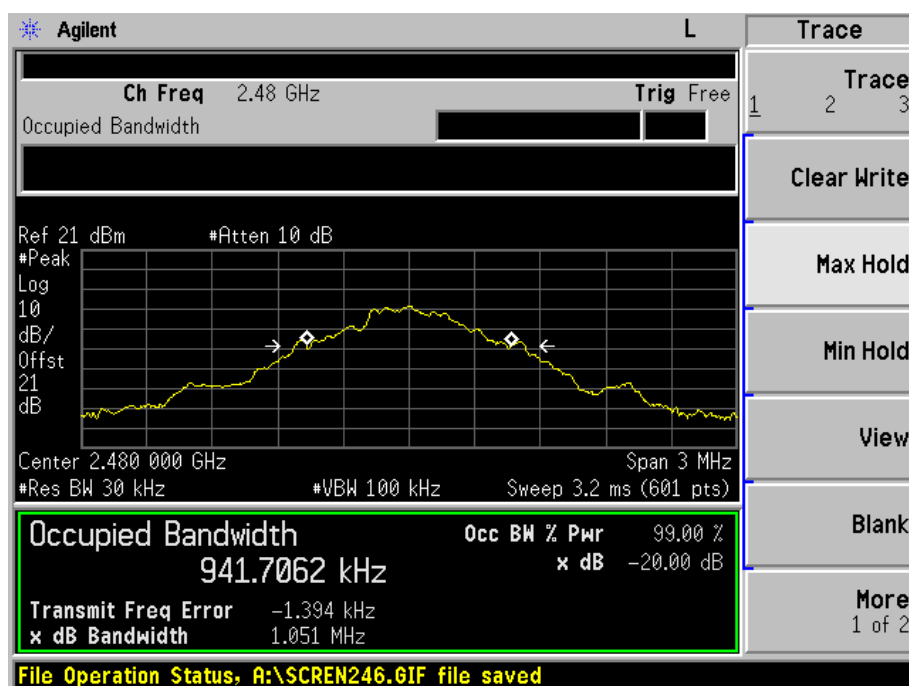 Agilent L Trace
Ch Freq 2.48 GHz Trig Free
Occupied Bandwidth
Trace
1 2 3
Clear Write
Max Hold
Min Hold
View
Blank
More
1 of 2
Ref 21 dBm #Atten 10 dB
#Peak
Log
10
dB/
Offst
21
dB
Center 2.480 000 GHz Span 3 MHz
#Res BW 30 kHz #VBW 100 kHz Sweep 3.2 ms (601 pts)
Occupied Bandwidth Occ BW % Pwr 99.00 %
941.7062 kHz x dB -20.00 dB
Transmit Freq Error -1.394 kHz
x dB Bandwidth 1.051 MHz
File Operation Status, A:\SCREN246.GIF file saved